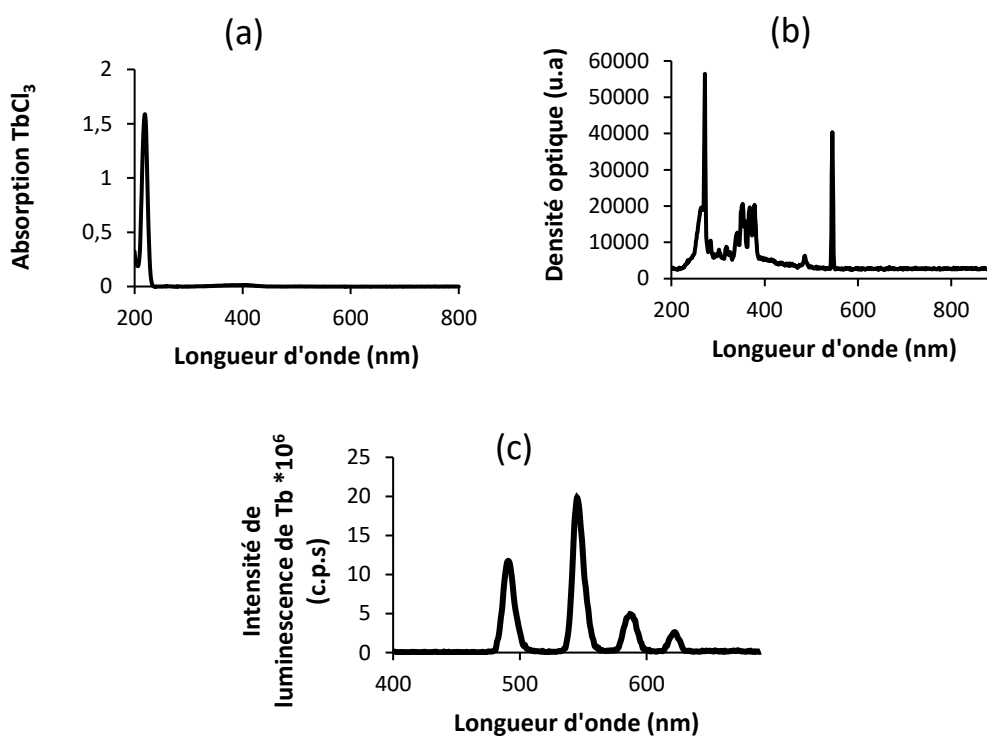 (a)
Absorption TbCl3
2
1,5
1
0,5
0
200 400 600 800
Longueur d'onde (nm)
(b)
Densité optique (u.a)
60000
50000
40000
30000
20000
10000
0
200 400 600 800
Longueur d'onde (nm)
(c)
Intensité de
luminescence de Tb *10⁶
(c.p.s)
25
20
15
10
5
0
400 500 600
Longueur d'onde (nm)